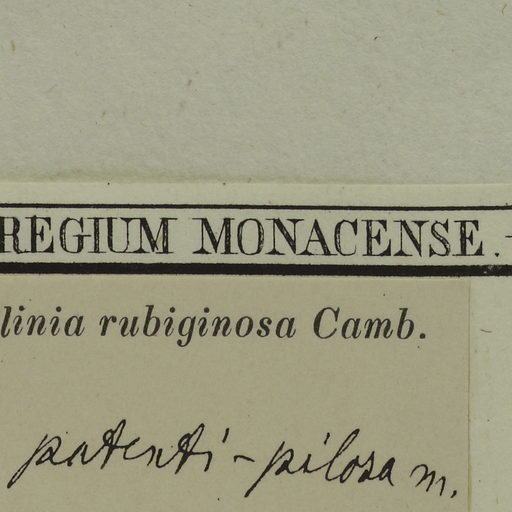 REGIUM MONACENSE.
linia rubiginosa Camb.
patenti-pilosa m.